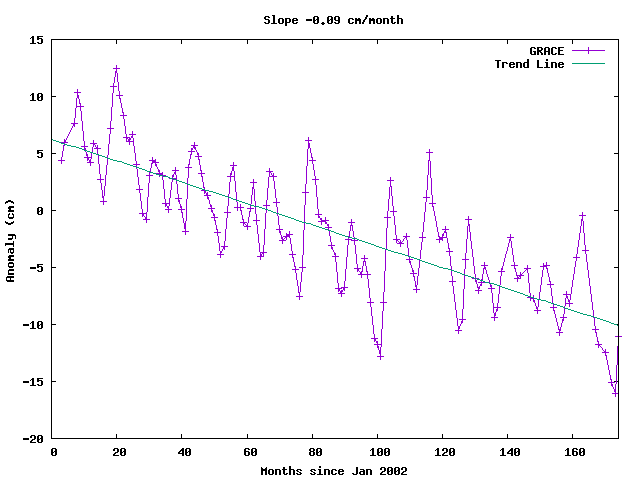 Slope -0.09 cm/month
GRACE
Trend Line
15
10
5
0
-5
-10
-15
-20
Anomaly (cm)
0 20 40 60 80 100 120 140 160
Months since Jan 2002